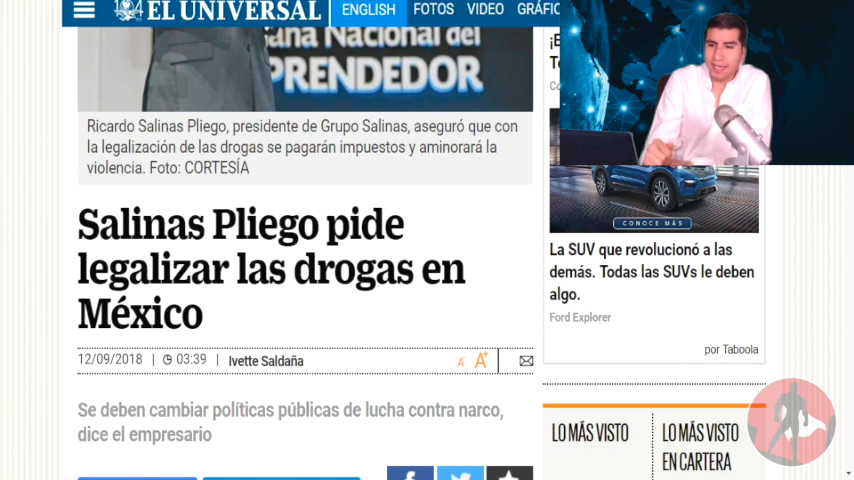 EL UNIVERSAL
ENGLISH
FOTOS
VIDEO
GRÁFIC
ana Nacional del
PRENDEDOR
Ricardo Salinas Pliego, presidente de Grupo Salinas, aseguró que con
la legalización de las drogas se pagarán impuestos y aminorará la
violencia. Foto: CORTESÍA
Salinas Pliego pide
legalizar las drogas en
México
12/09/2018 | 03:39 | Ivette Saldaña
A- A+
Se deben cambiar políticas públicas de lucha contra narco,
dice el empresario
CONOCE MÁS
La SUV que revolucionó a las
demás. Todas las SUVs le deben
algo.
Ford Explorer
por Taboola
LO MÁS VISTO
LO MÁS VISTO
EN CARTERA